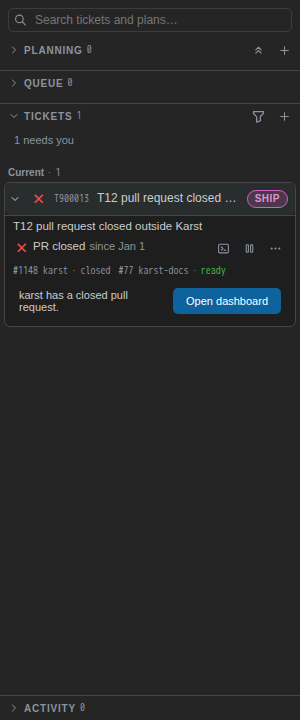 Search tickets and plans…
PLANNING 0
QUEUE 0
TICKETS 1
1 needs you
Current · 1
T900013 T12 pull request closed … SHIP
T12 pull request closed outside Karst
PR closed since Jan 1
#1148 karst · closed #77 karst-docs · ready
karst has a closed pull
request.
Open dashboard
ACTIVITY 0